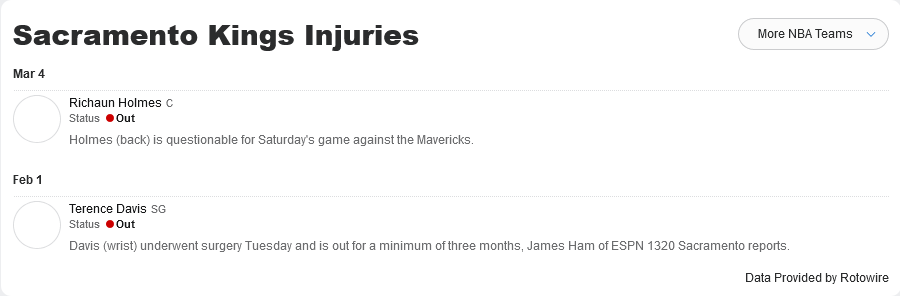 Sacramento Kings Injuries
More NBA Teams
Mar 4
Richaun Holmes C
Status Out
Holmes (back) is questionable for Saturday's game against the Mavericks.
Feb 1
Terence Davis SG
Status Out
Davis (wrist) underwent surgery Tuesday and is out for a minimum of three months, James Ham of ESPN 1320 Sacramento reports.
Data Provided by Rotowire